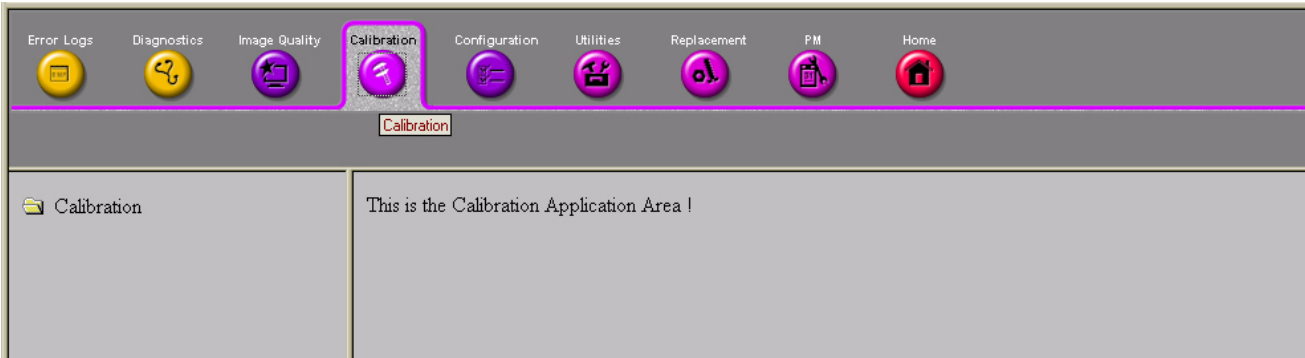 Error Logs Diagnostics Image Quality Calibration Configuration Utilities Replacement PM Home
Calibration
Calibration
This is the Calibration Application Area !